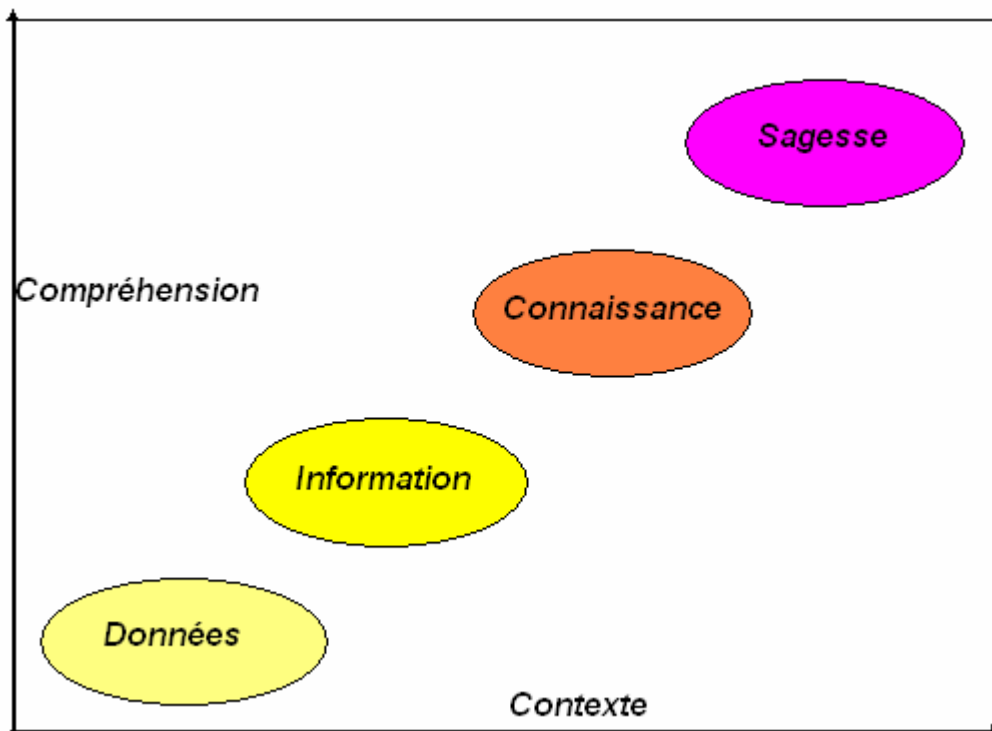 Sagesse
Compréhension
Connaissance
Information
Données
Contexte